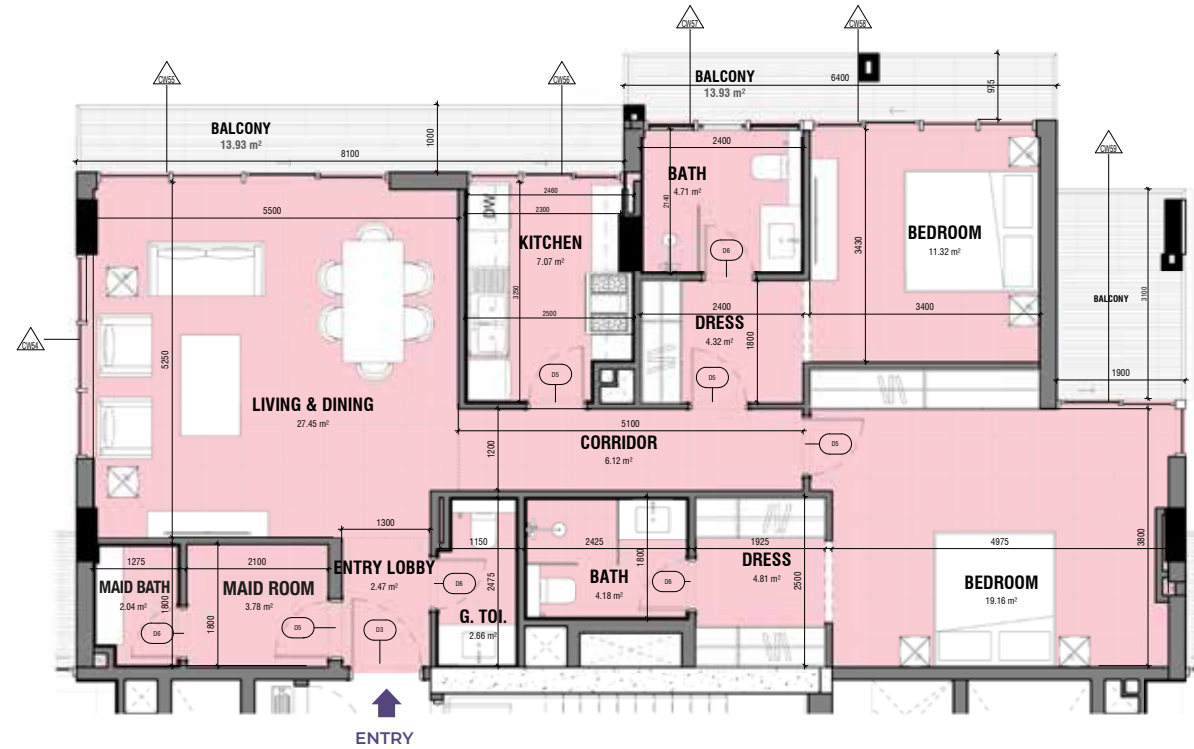 CW57
CW58
CW55
CW56
BALCONY
13.93 m²
6400
975
BALCONY
13.93 m²
8100
1000
CW59
2400
BATH
4.71 m²
2140
2460
2300
DW
KITCHEN
7.07 m²
3250
2500
5500
BEDROOM
11.32 m²
3430
3400
D6
BALCONY
3100
1900
2400
DRESS
4.32 m²
1800
CW54
5250
D5
D5
LIVING & DINING
27.45 m²
5100
CORRIDOR
6.12 m²
1200
D5
1300
1150
2425
1925
4975
3800
1275
2100
ENTRY LOBBY
2.47 m²
MAID BATH
2.04 m²
1800
MAID ROOM
3.78 m²
1800
D6
D5
D3
D6
2475
G. TOI.
2.66 m²
BATH
4.18 m²
1800
D6
DRESS
4.81 m²
2500
BEDROOM
19.16 m²
ENTRY